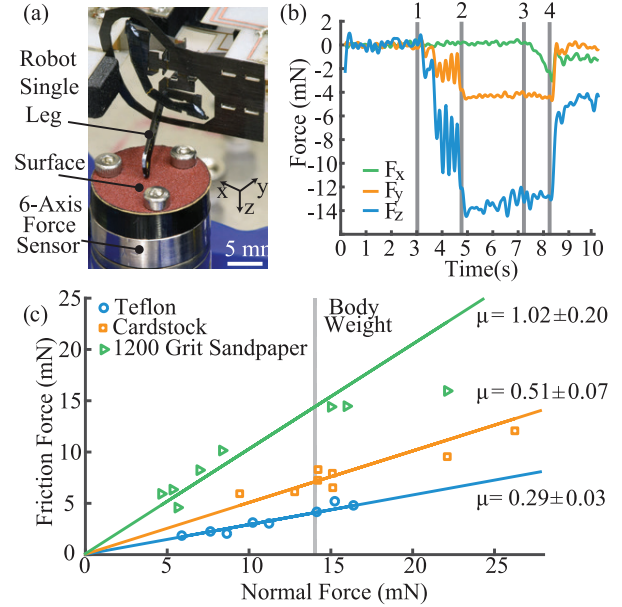 (a)
Robot
Single
Leg
Surface
6-Axis
Force
Sensor
x
y
z
5 mm
(b)
1 2 3 4
2
0
-2
-4
-6
-8
-10
-12
-14
Force (mN)
Fx
Fy
Fz
0 1 2 3 4 5 6 7 8 9 10
Time(s)
(c)
25
20
15
10
5
0
Friction Force (mN)
Teflon
Cardstock
1200 Grit Sandpaper
Body
Weight
μ= 1.02±0.20
μ= 0.51±0.07
μ= 0.29±0.03
0 5 10 15 20 25
Normal Force (mN)